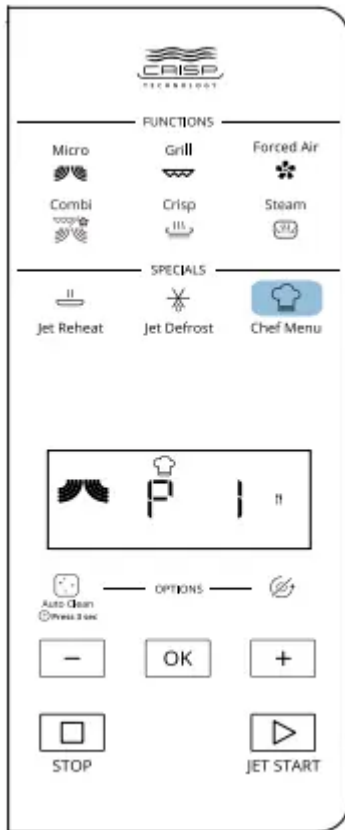 CRISP
TECHNOLOGY
FUNCTIONS
Micro Grill Forced Air
Combi Crisp Steam
SPECIALS
Jet Reheat Jet Defrost Chef Menu
P 1
OPTIONS
Auto Clean
Press 3 sec
- OK +
STOP JET START